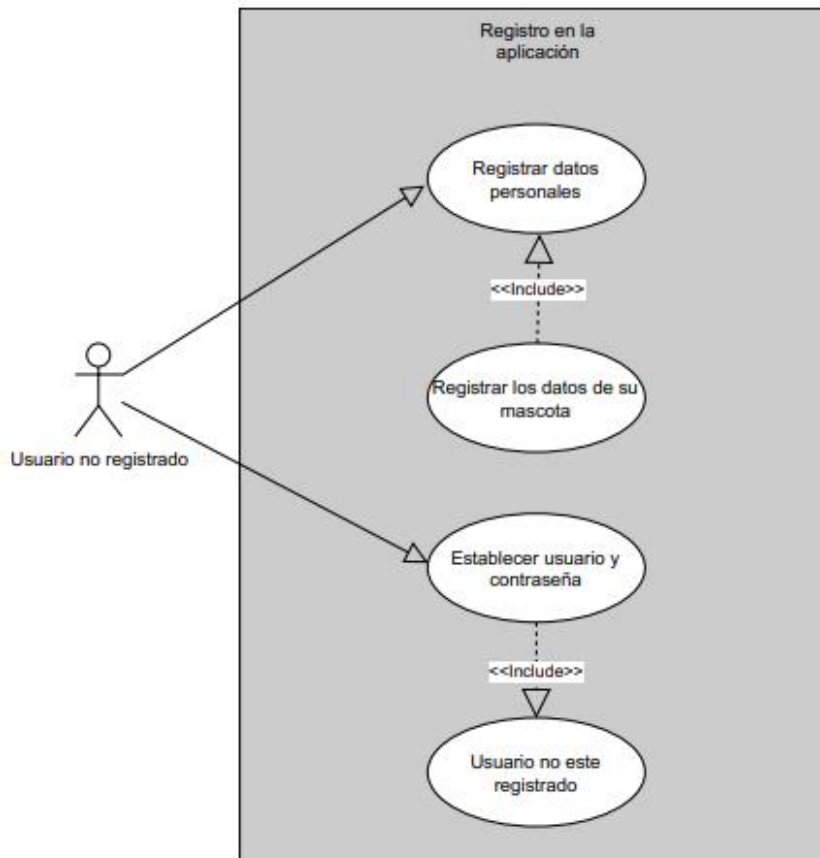 Registro en la
aplicación
Registrar datos
personales
<<Include>>
Registrar los datos de su
mascota
Usuario no registrado
Establecer usuario y
contraseña
<<Include>>
Usuario no este
registrado